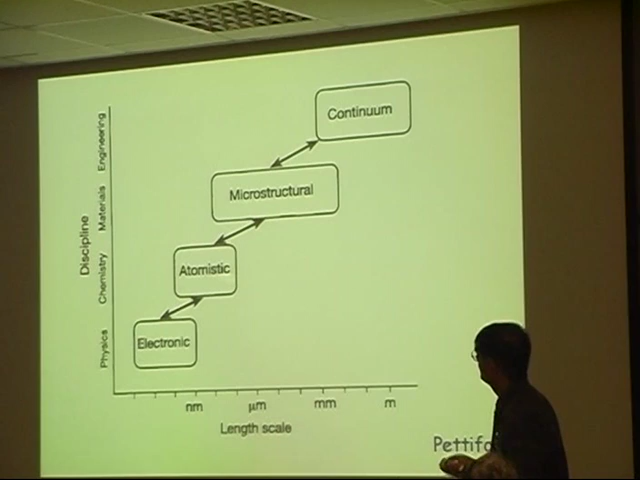 Continuum
Microstructural
Atomistic
Electronic
Discipline
Engineering
Materials
Chemistry
Physics
nm μm mm m
Length scale